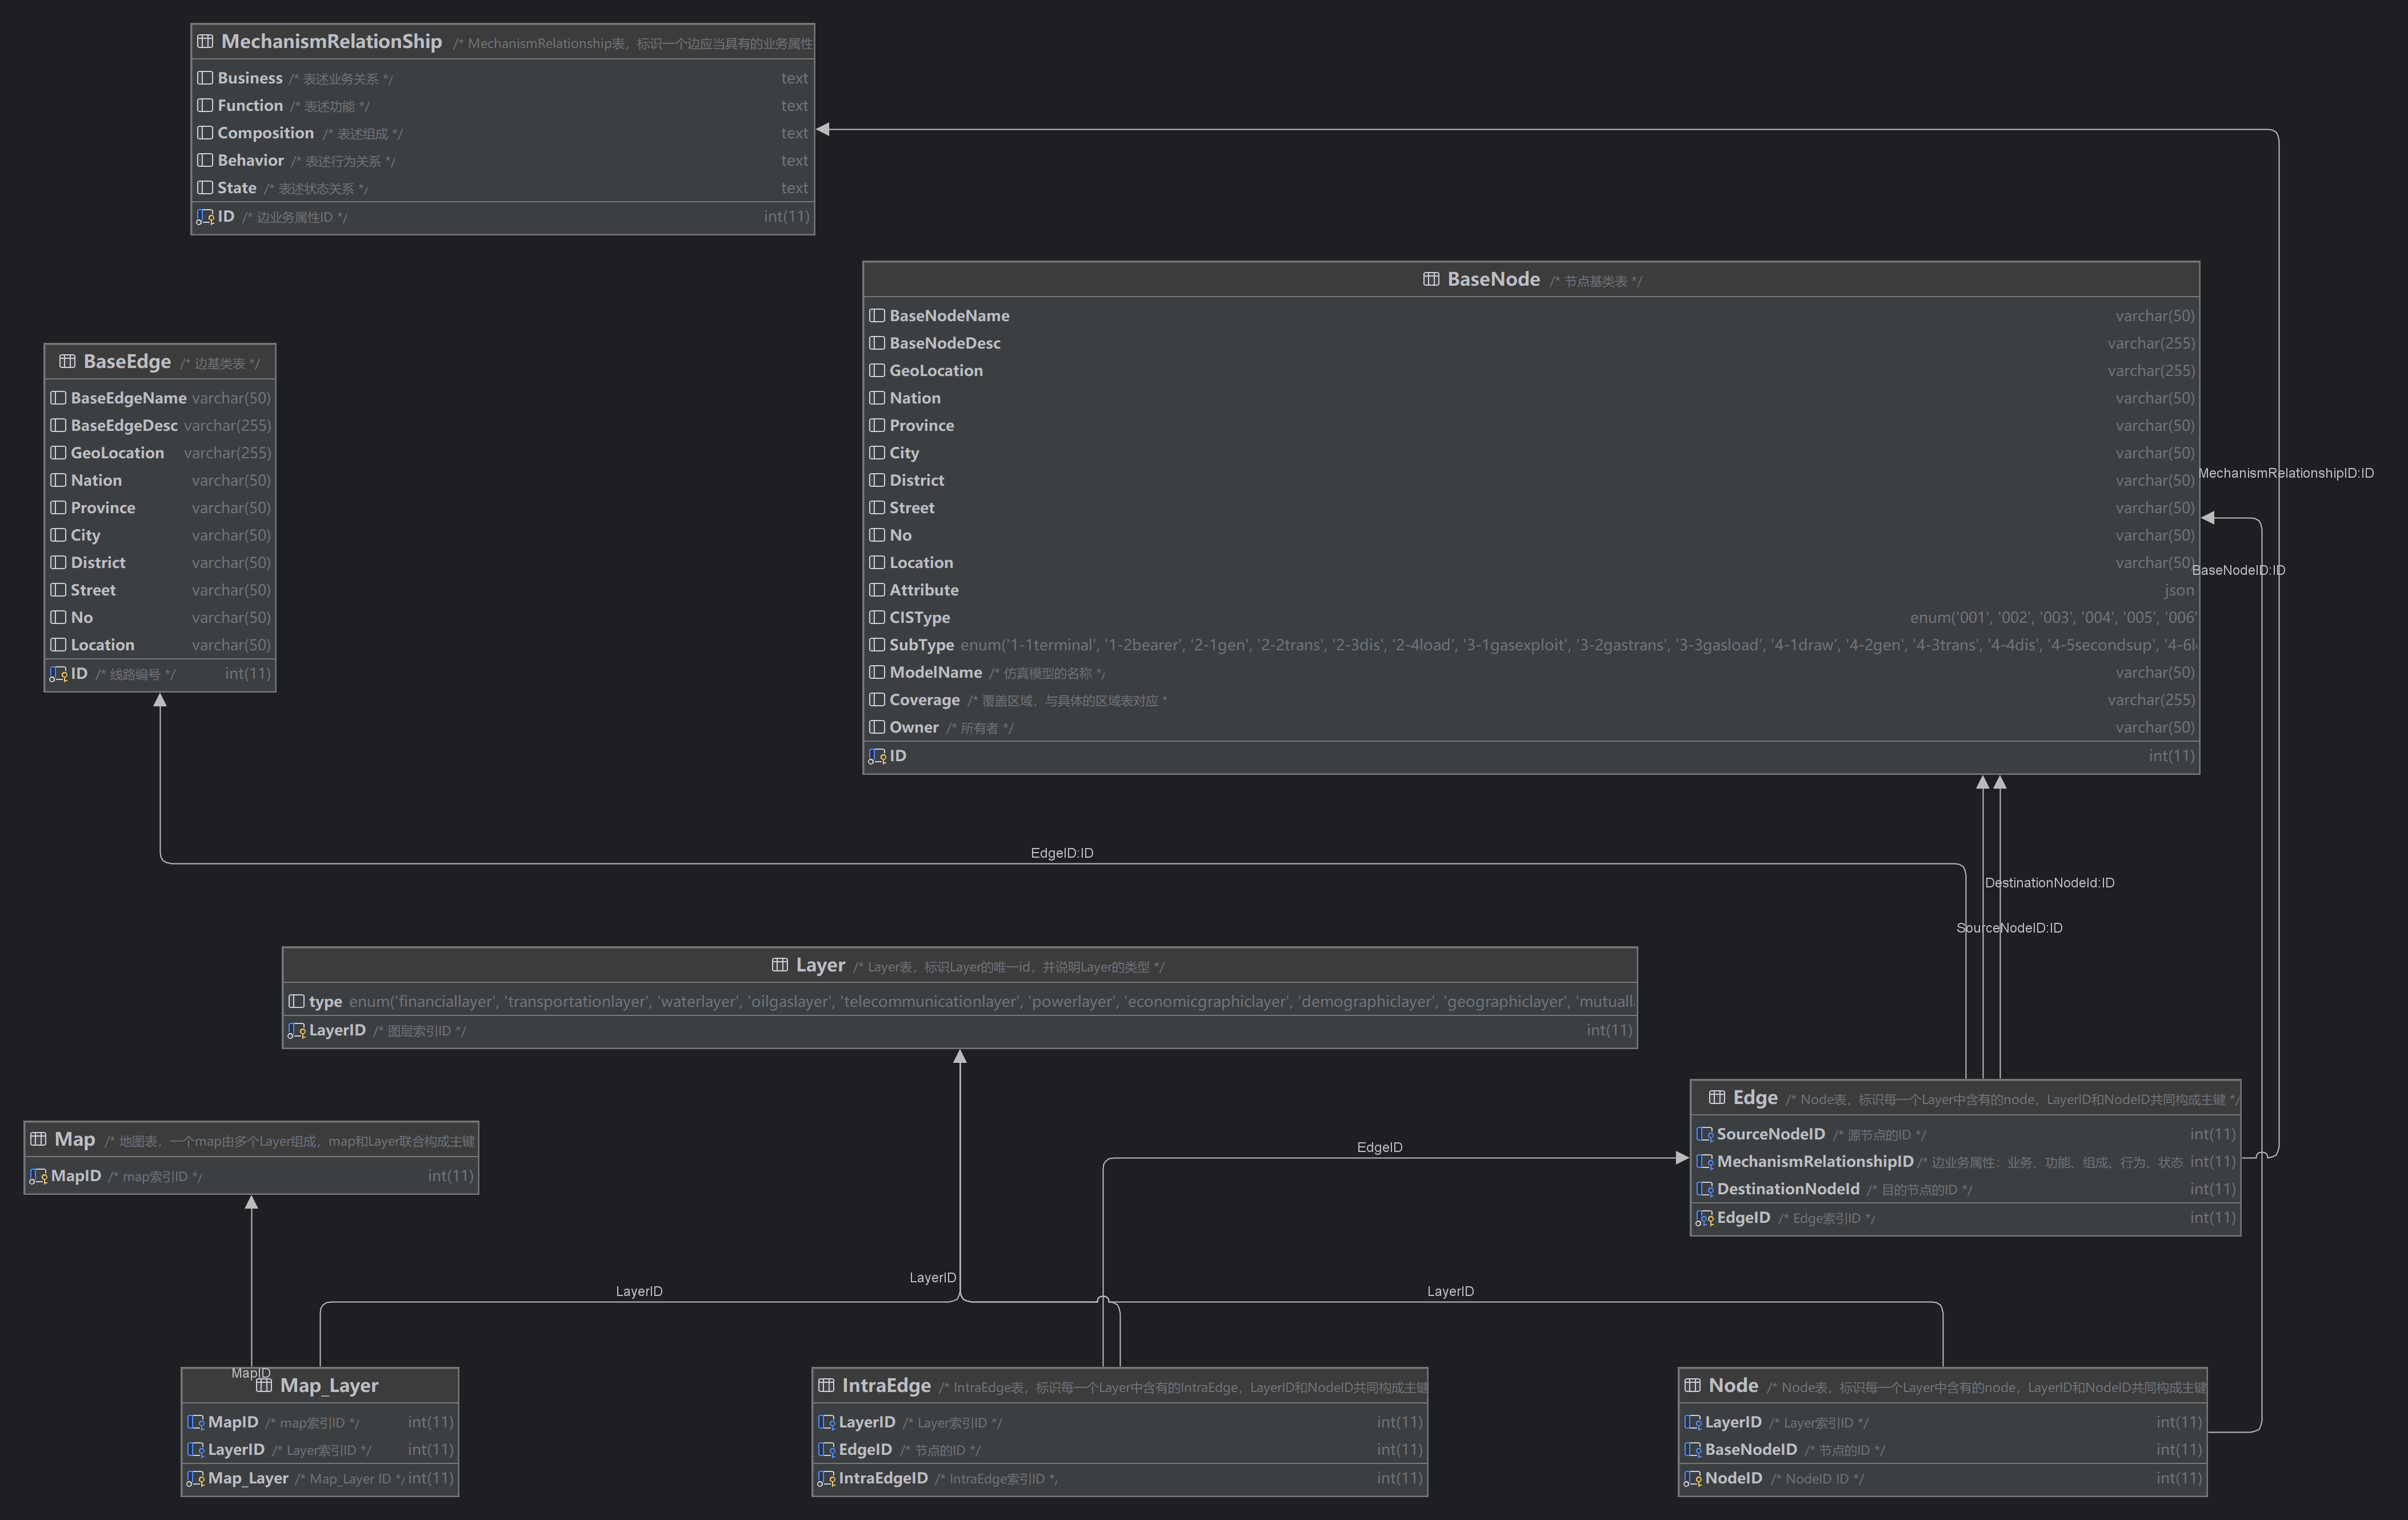 MechanismRelationShip /* MechanismRelationship表，标识一个边应当具有的业务属性
Business /* 表述业务关系 */ text
Function /* 表述功能 */ text
Composition /* 表述组成 */ text
Behavior /* 表述行为关系 */ text
State /* 表述状态关系 */ text
ID /* 边业务属性ID */ int(11)
BaseNode /* 节点基类表 */
BaseNodeName varchar(50)
BaseNodeDesc varchar(255)
GeoLocation varchar(255)
Nation varchar(50)
Province varchar(50)
City varchar(50)
District varchar(50)
Street varchar(50)
No varchar(50)
Location varchar(50)
Attribute json
CISType enum('001', '002', '003', '004', '005', '006'
SubType enum('1-1terminal', '1-2bearer', '2-1gen', '2-2trans', '2-3dis', '2-4load', '3-1gasexploit', '3-2gastrans', '3-3gasload', '4-1draw', '4-2gen', '4-3trans', '4-4dis', '4-5secondsup', '4-6l
ModelName /* 仿真模型的名称 */ varchar(50)
Coverage /* 覆盖区域，与具体的区域表对应 * varchar(255)
Owner /* 所有者 */ varchar(50)
ID int(11)
BaseEdge /* 边基类表 */
BaseEdgeName varchar(50)
BaseEdgeDesc varchar(255)
GeoLocation varchar(255)
Nation varchar(50)
Province varchar(50)
City varchar(50)
District varchar(50)
Street varchar(50)
No varchar(50)
Location varchar(50)
ID /* 线路编号 */ int(11)
MechanismRelationshipID:ID
BaseNodeID:ID
EdgeID:ID
DestinationNodeId:ID
SourceNodeID:ID
Layer /* Layer表，标识Layer的唯一id，并说明Layer的类型 */
type enum('financiallayer', 'transportationlayer', 'waterlayer', 'oilgaslayer', 'telecommunicationlayer', 'powerlayer', 'economicgraphiclayer', 'demographiclayer', 'geographiclayer', 'mutuall
LayerID /* 图层索引ID */ int(11)
Edge /* Node表，标识每一个Layer中含有的node，LayerID和NodeID共同构成主键 */
SourceNodeID /* 源节点的ID */ int(11)
MechanismRelationshipID /* 边业务属性：业务、功能、组成、行为、状态 int(11)
DestinationNodeId /* 目的节点的ID */ int(11)
EdgeID /* Edge索引ID */ int(11)
Map /* 地图表，一个map由多个Layer组成，map和Layer联合构成主键
MapID /* map索引ID */ int(11)
EdgeID
LayerID
LayerID
LayerID
MapID
Map_Layer
MapID /* map索引ID */ int(11)
LayerID /* Layer索引ID */ int(11)
Map_Layer /* Map_Layer ID */ int(11)
IntraEdge /* IntraEdge表，标识每一个Layer中含有的IntraEdge，LayerID和NodeID共同构成主键
LayerID /* Layer索引ID */ int(11)
EdgeID /* 节点的ID */ int(11)
IntraEdgeID /* IntraEdge索引ID */ int(11)
Node /* Node表，标识每一个Layer中含有的node，LayerID和NodeID共同构成主键
LayerID /* Layer索引ID */ int(11)
BaseNodeID /* 节点的ID */ int(11)
NodeID /* NodeID ID */ int(11)